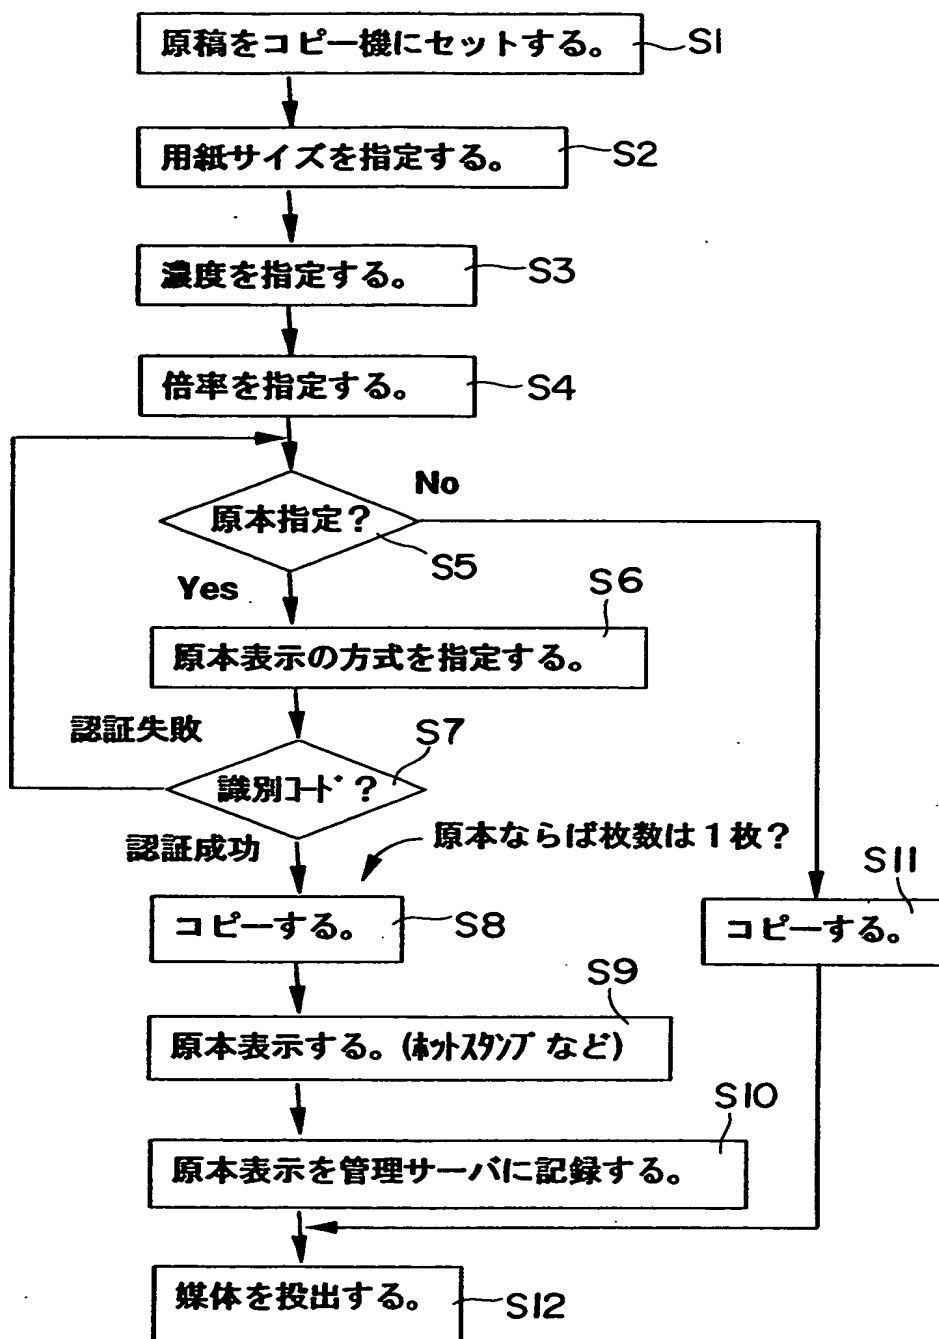 原稿をコピー機にセットする。 S1
用紙サイズを指定する。 S2
濃度を指定する。 S3
倍率を指定する。 S4
No
原本指定？
S5
Yes
S6
原本表示の方式を指定する。
認証失敗
S7
識別ｺｰﾄﾞ？
認証成功
原本ならば枚数は１枚？
S11
コピーする。 S8
コピーする。
S9
原本表示する。(ﾎｯﾄｽﾀﾝﾌﾟなど)
S10
原本表示を管理サーバに記録する。
媒体を投出する。 S12